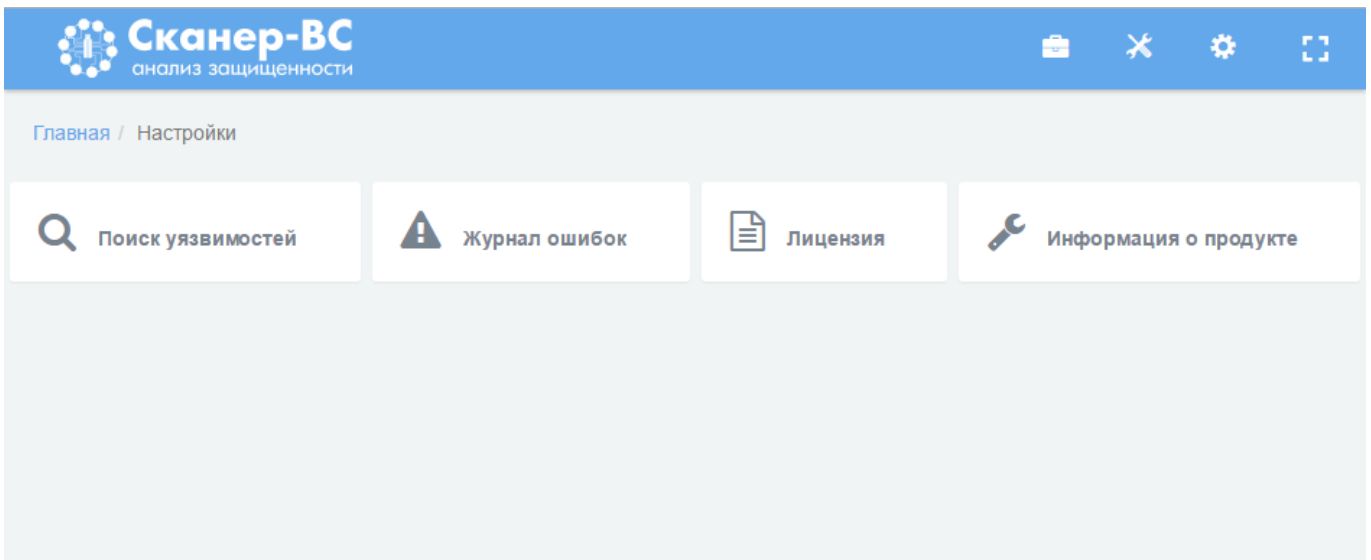 Сканер-ВС
анализ защищенности
Главная / Настройки
Поиск уязвимостей
Журнал ошибок
Лицензия
Информация о продукте